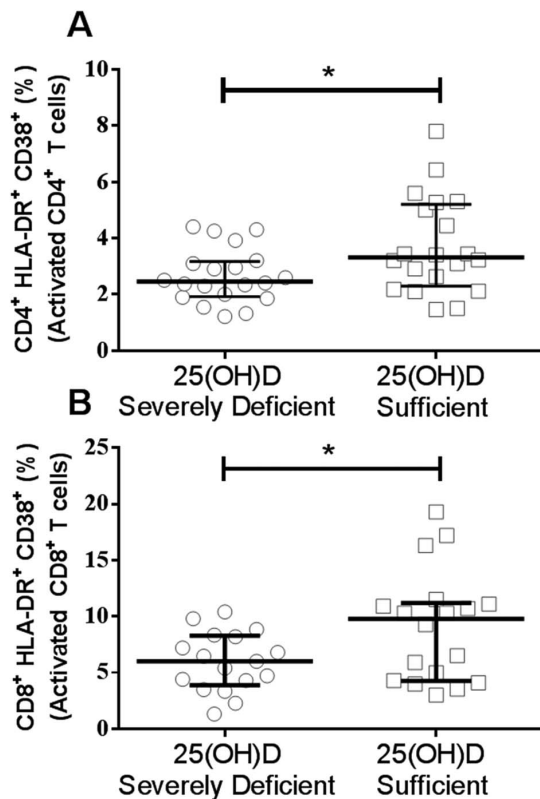 A
CD4⁺ HLA-DR⁺ CD38⁺ (%)
(Activated CD4⁺ T cells)
10
8
6
4
2
0
*
25(OH)D
Severely Deficient
25(OH)D
Sufficient
B
CD8⁺ HLA-DR⁺ CD38⁺ (%)
(Activated CD8⁺ T cells)
25
20
15
10
5
0
*
25(OH)D
Severely Deficient
25(OH)D
Sufficient